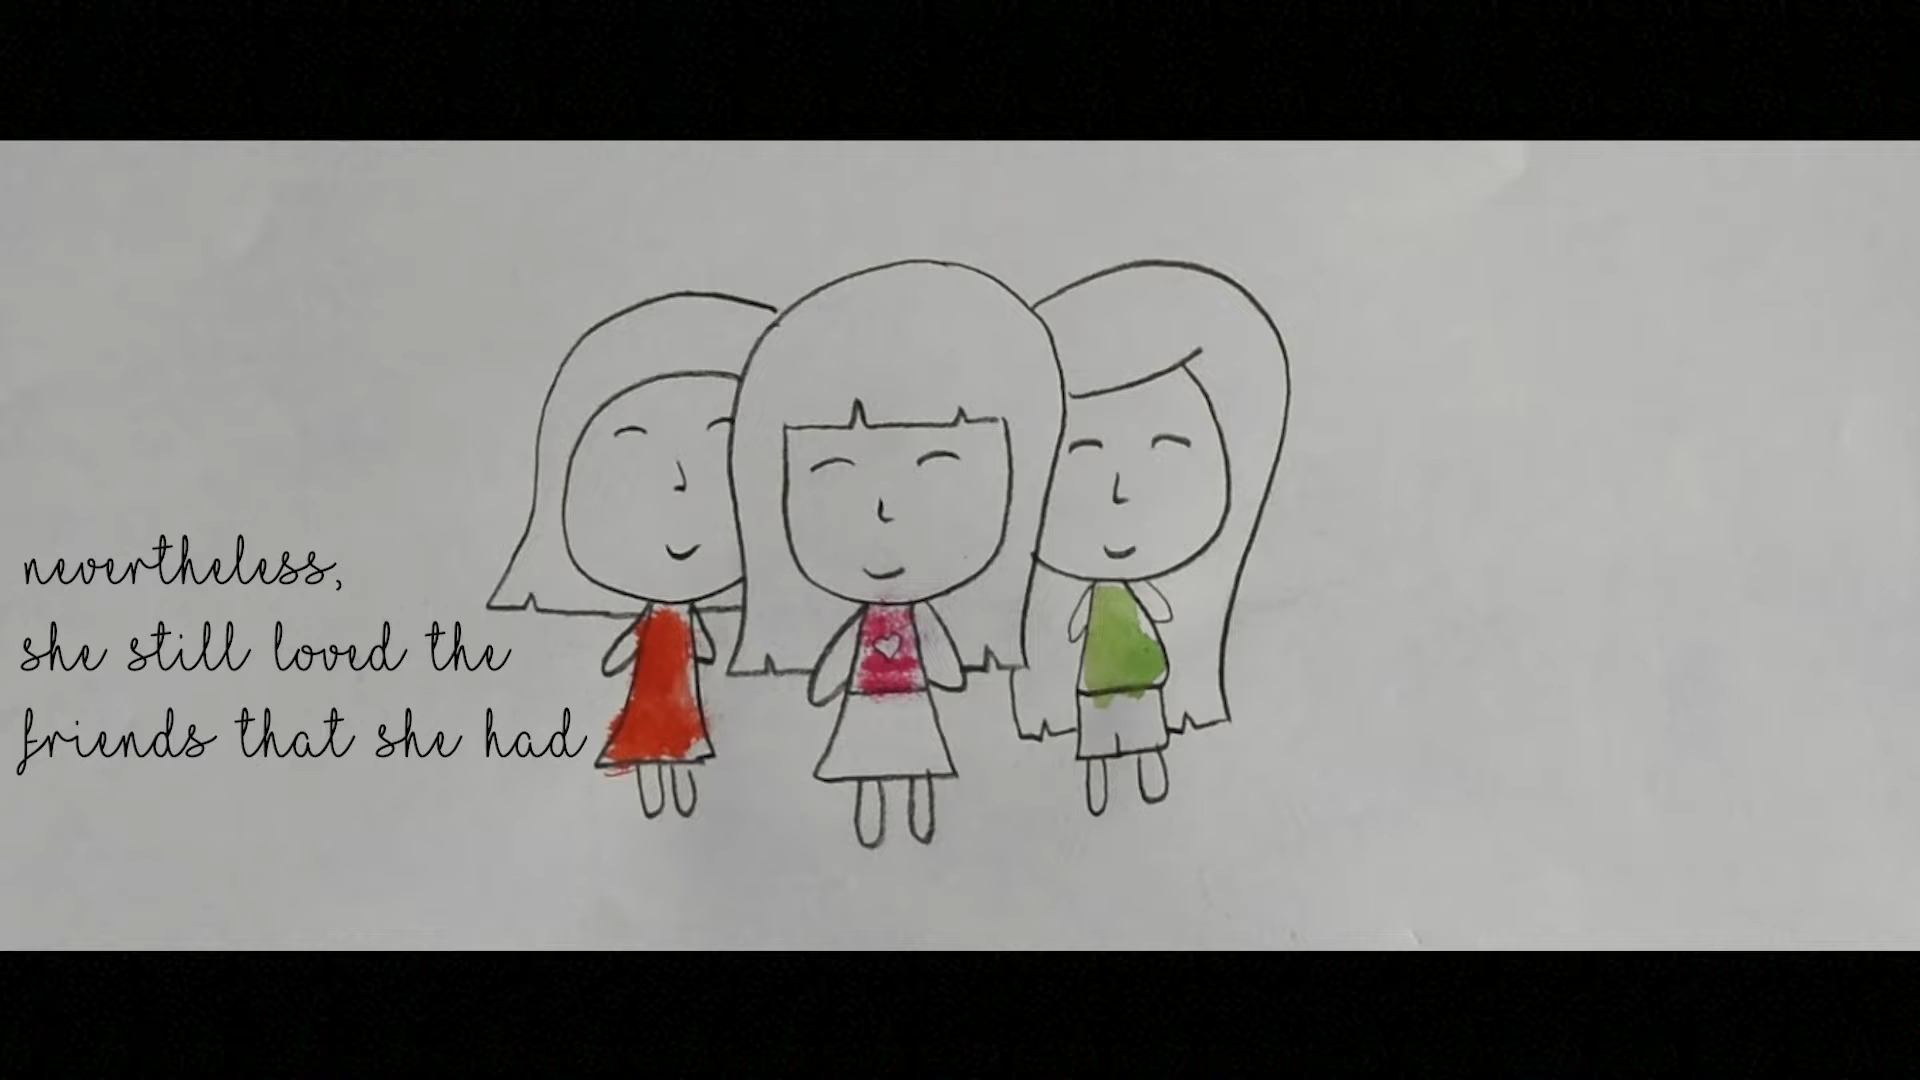 nevertheless,
she still loved the
friends that she had